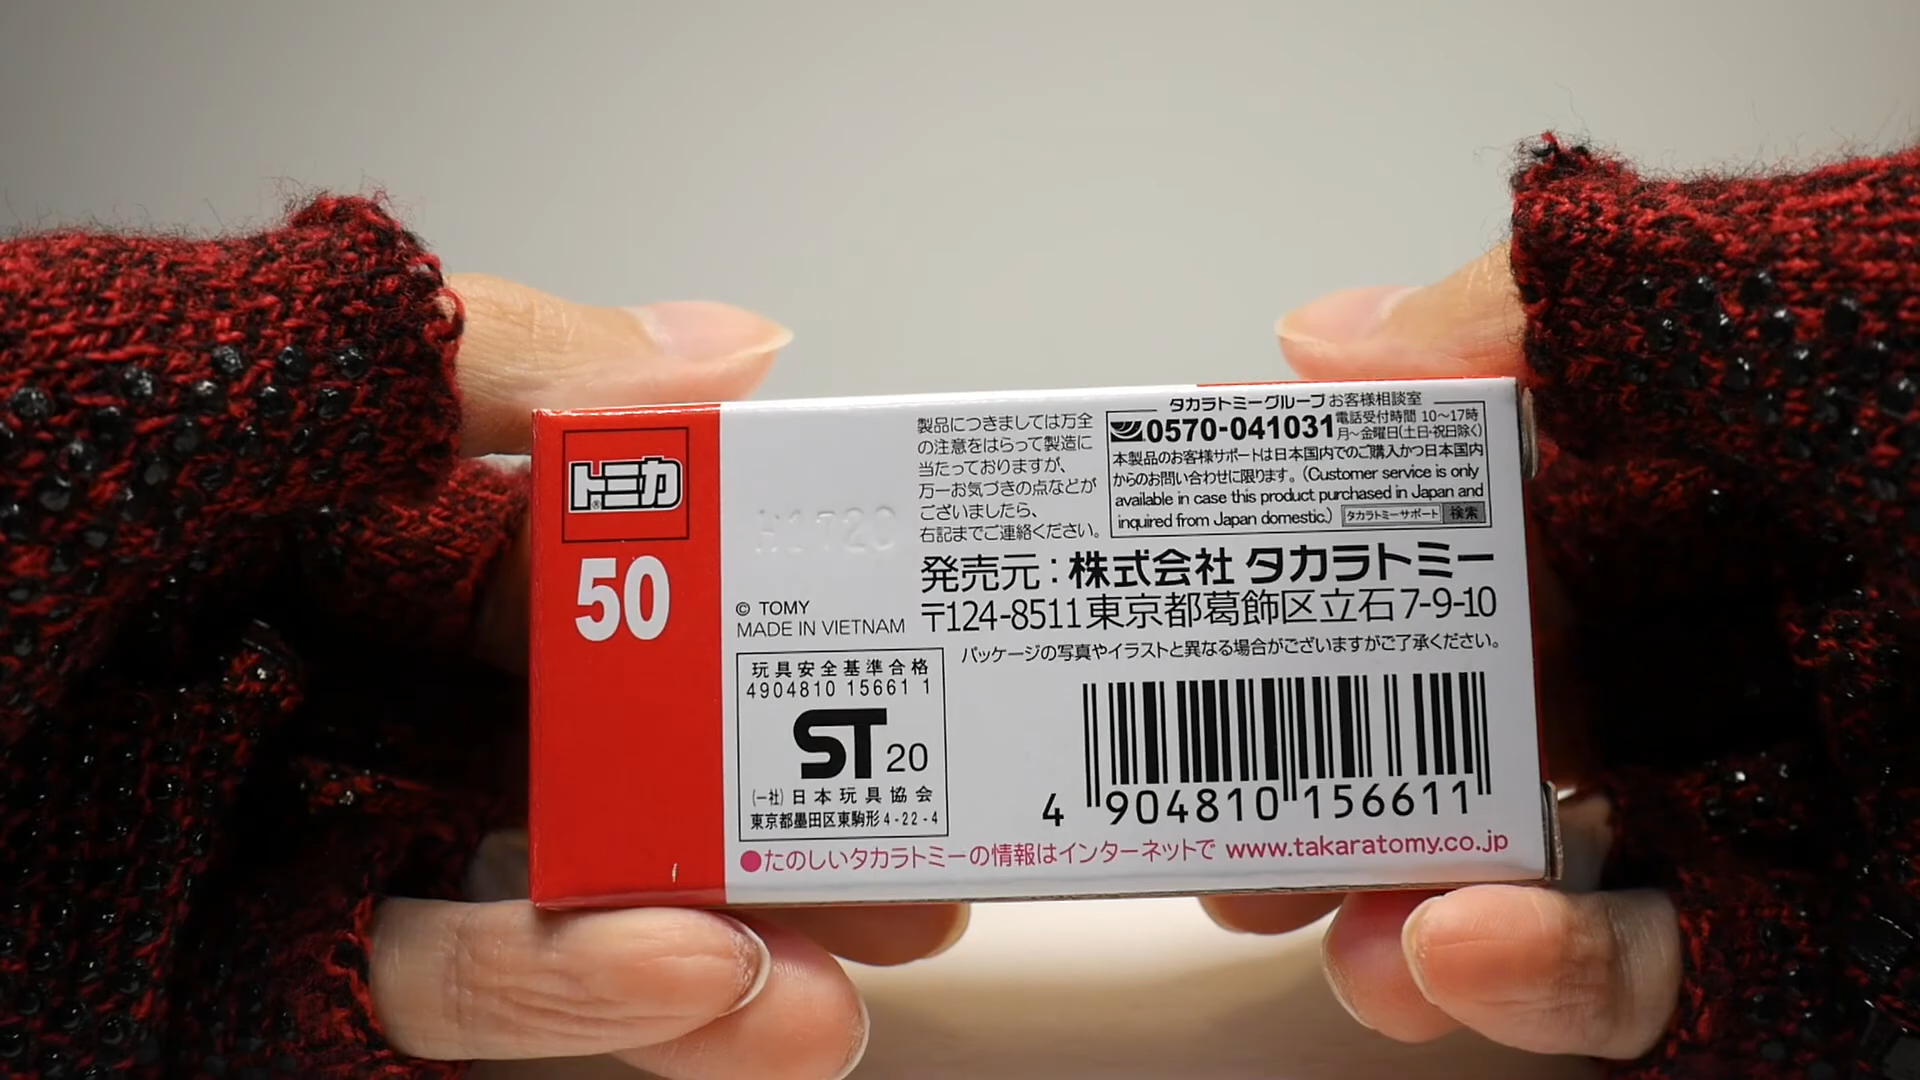 トミカ
50
H1720
© TOMY
MADE IN VIETNAM
玩具安全基準合格
4904810 15661 1
ST 20
(一社)日本玩具協会
東京都墨田区東駒形4-22-4
製品につきましては万全
の注意をはらって製造に
当たっておりますが、
万一お気づきの点などが
ございましたら、
右記までご連絡ください。
タカラトミーグループ お客様相談室
0570-041031 電話受付時間 10～17時
月～金曜日(土日・祝日除く)
本製品のお客様サポートは日本国内でのご購入かつ日本国内
からのお問い合わせに限ります。(Customer service is only
available in case this product purchased in Japan and
inquired from Japan domestic.) タカラトミーサポート 検索
発売元:株式会社 タカラトミー
〒124-8511東京都葛飾区立石7-9-10
パッケージの写真やイラストと異なる場合がございますがご了承ください。
4 904810 156611
●たのしいタカラトミーの情報はインターネットで www.takaratomy.co.jp